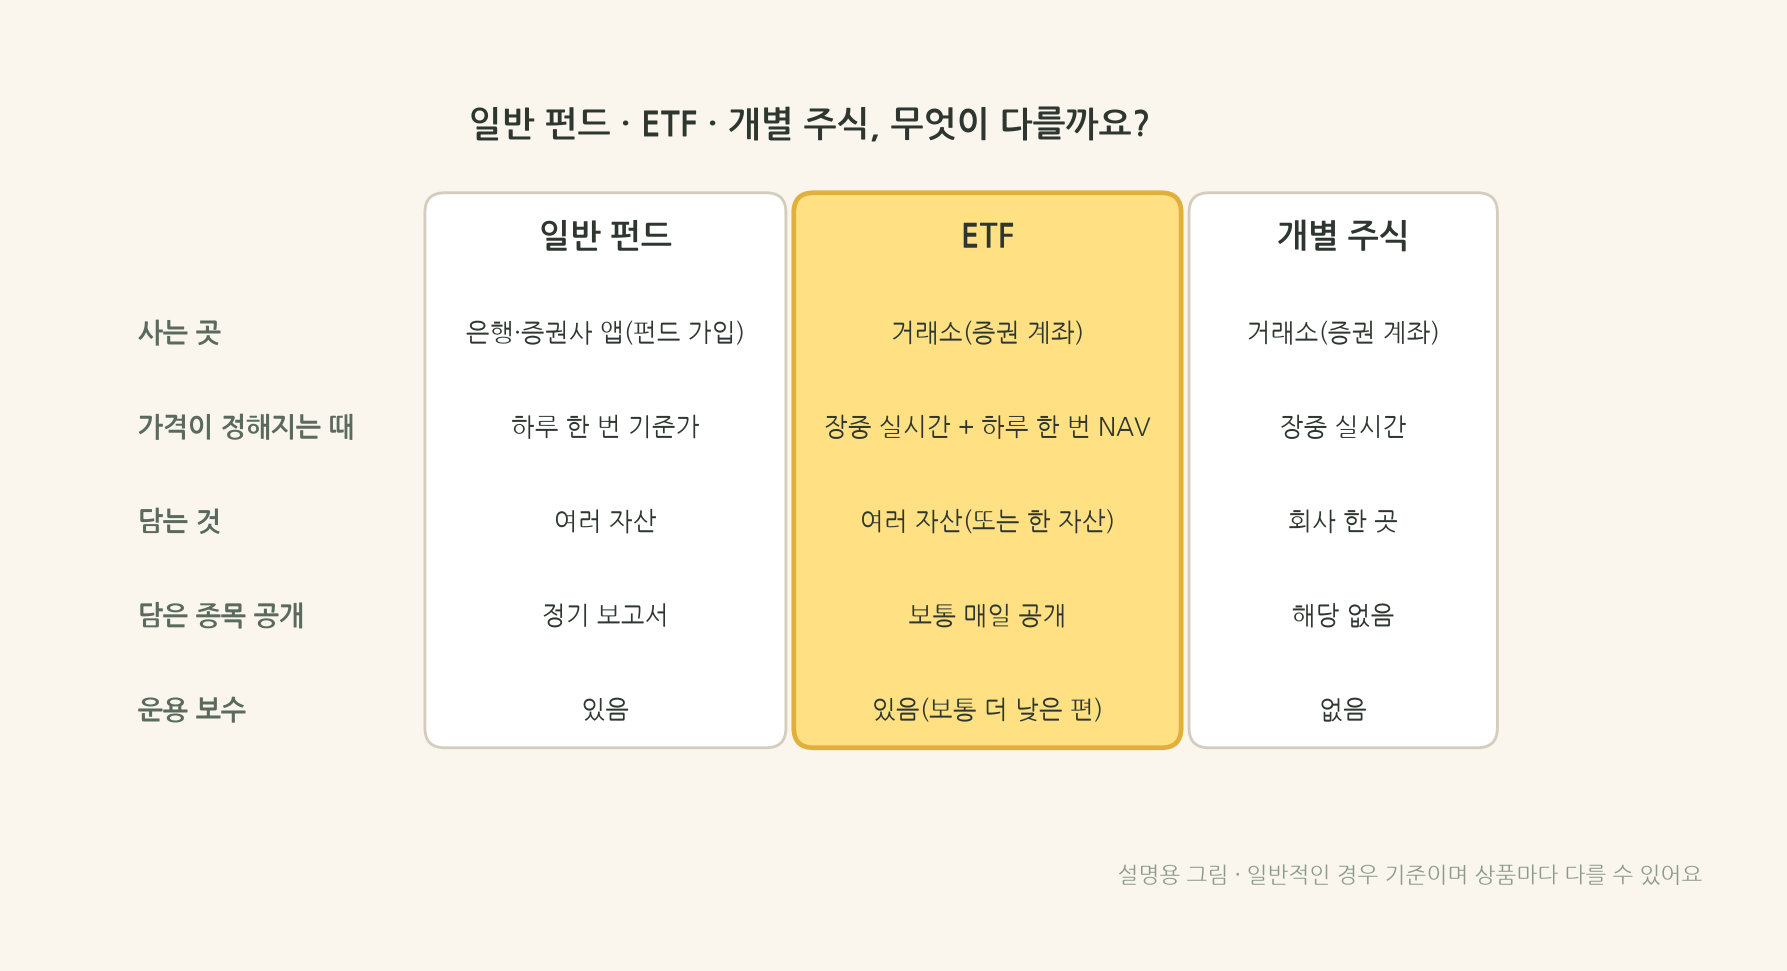 일반 펀드 · ETF · 개별 주식, 무엇이 다를까요?
일반 펀드 ETF 개별 주식
사는 곳 은행·증권사 앱(펀드 가입) 거래소(증권 계좌) 거래소(증권 계좌)
가격이 정해지는 때 하루 한 번 기준가 장중 실시간 + 하루 한 번 NAV 장중 실시간
담는 것 여러 자산 여러 자산(또는 한 자산) 회사 한 곳
담은 종목 공개 정기 보고서 보통 매일 공개 해당 없음
운용 보수 있음 있음(보통 더 낮은 편) 없음
설명용 그림 · 일반적인 경우 기준이며 상품마다 다를 수 있어요